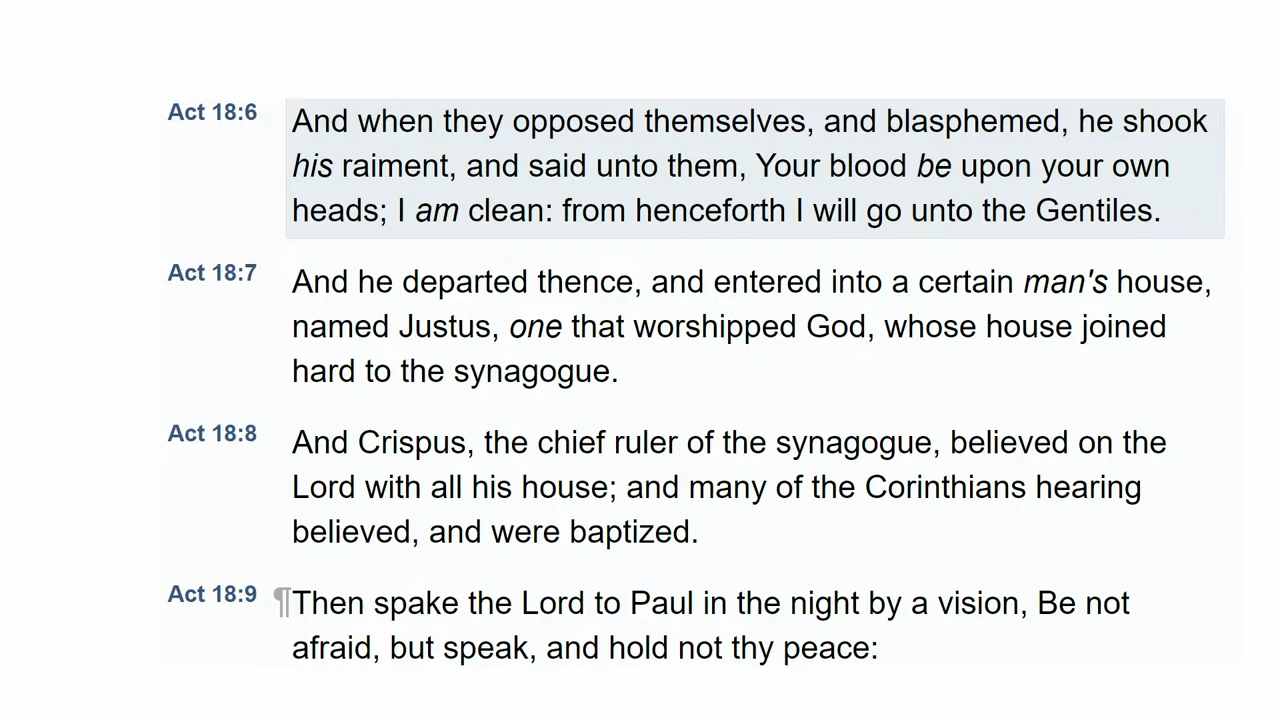 Act 18:6 And when they opposed themselves, and blasphemed, he shook
his raiment, and said unto them, Your blood be upon your own
heads; I am clean: from henceforth I will go unto the Gentiles.
Act 18:7 And he departed thence, and entered into a certain man's house,
named Justus, one that worshipped God, whose house joined
hard to the synagogue.
Act 18:8 And Crispus, the chief ruler of the synagogue, believed on the
Lord with all his house; and many of the Corinthians hearing
believed, and were baptized.
Act 18:9 ¶Then spake the Lord to Paul in the night by a vision, Be not
afraid, but speak, and hold not thy peace: